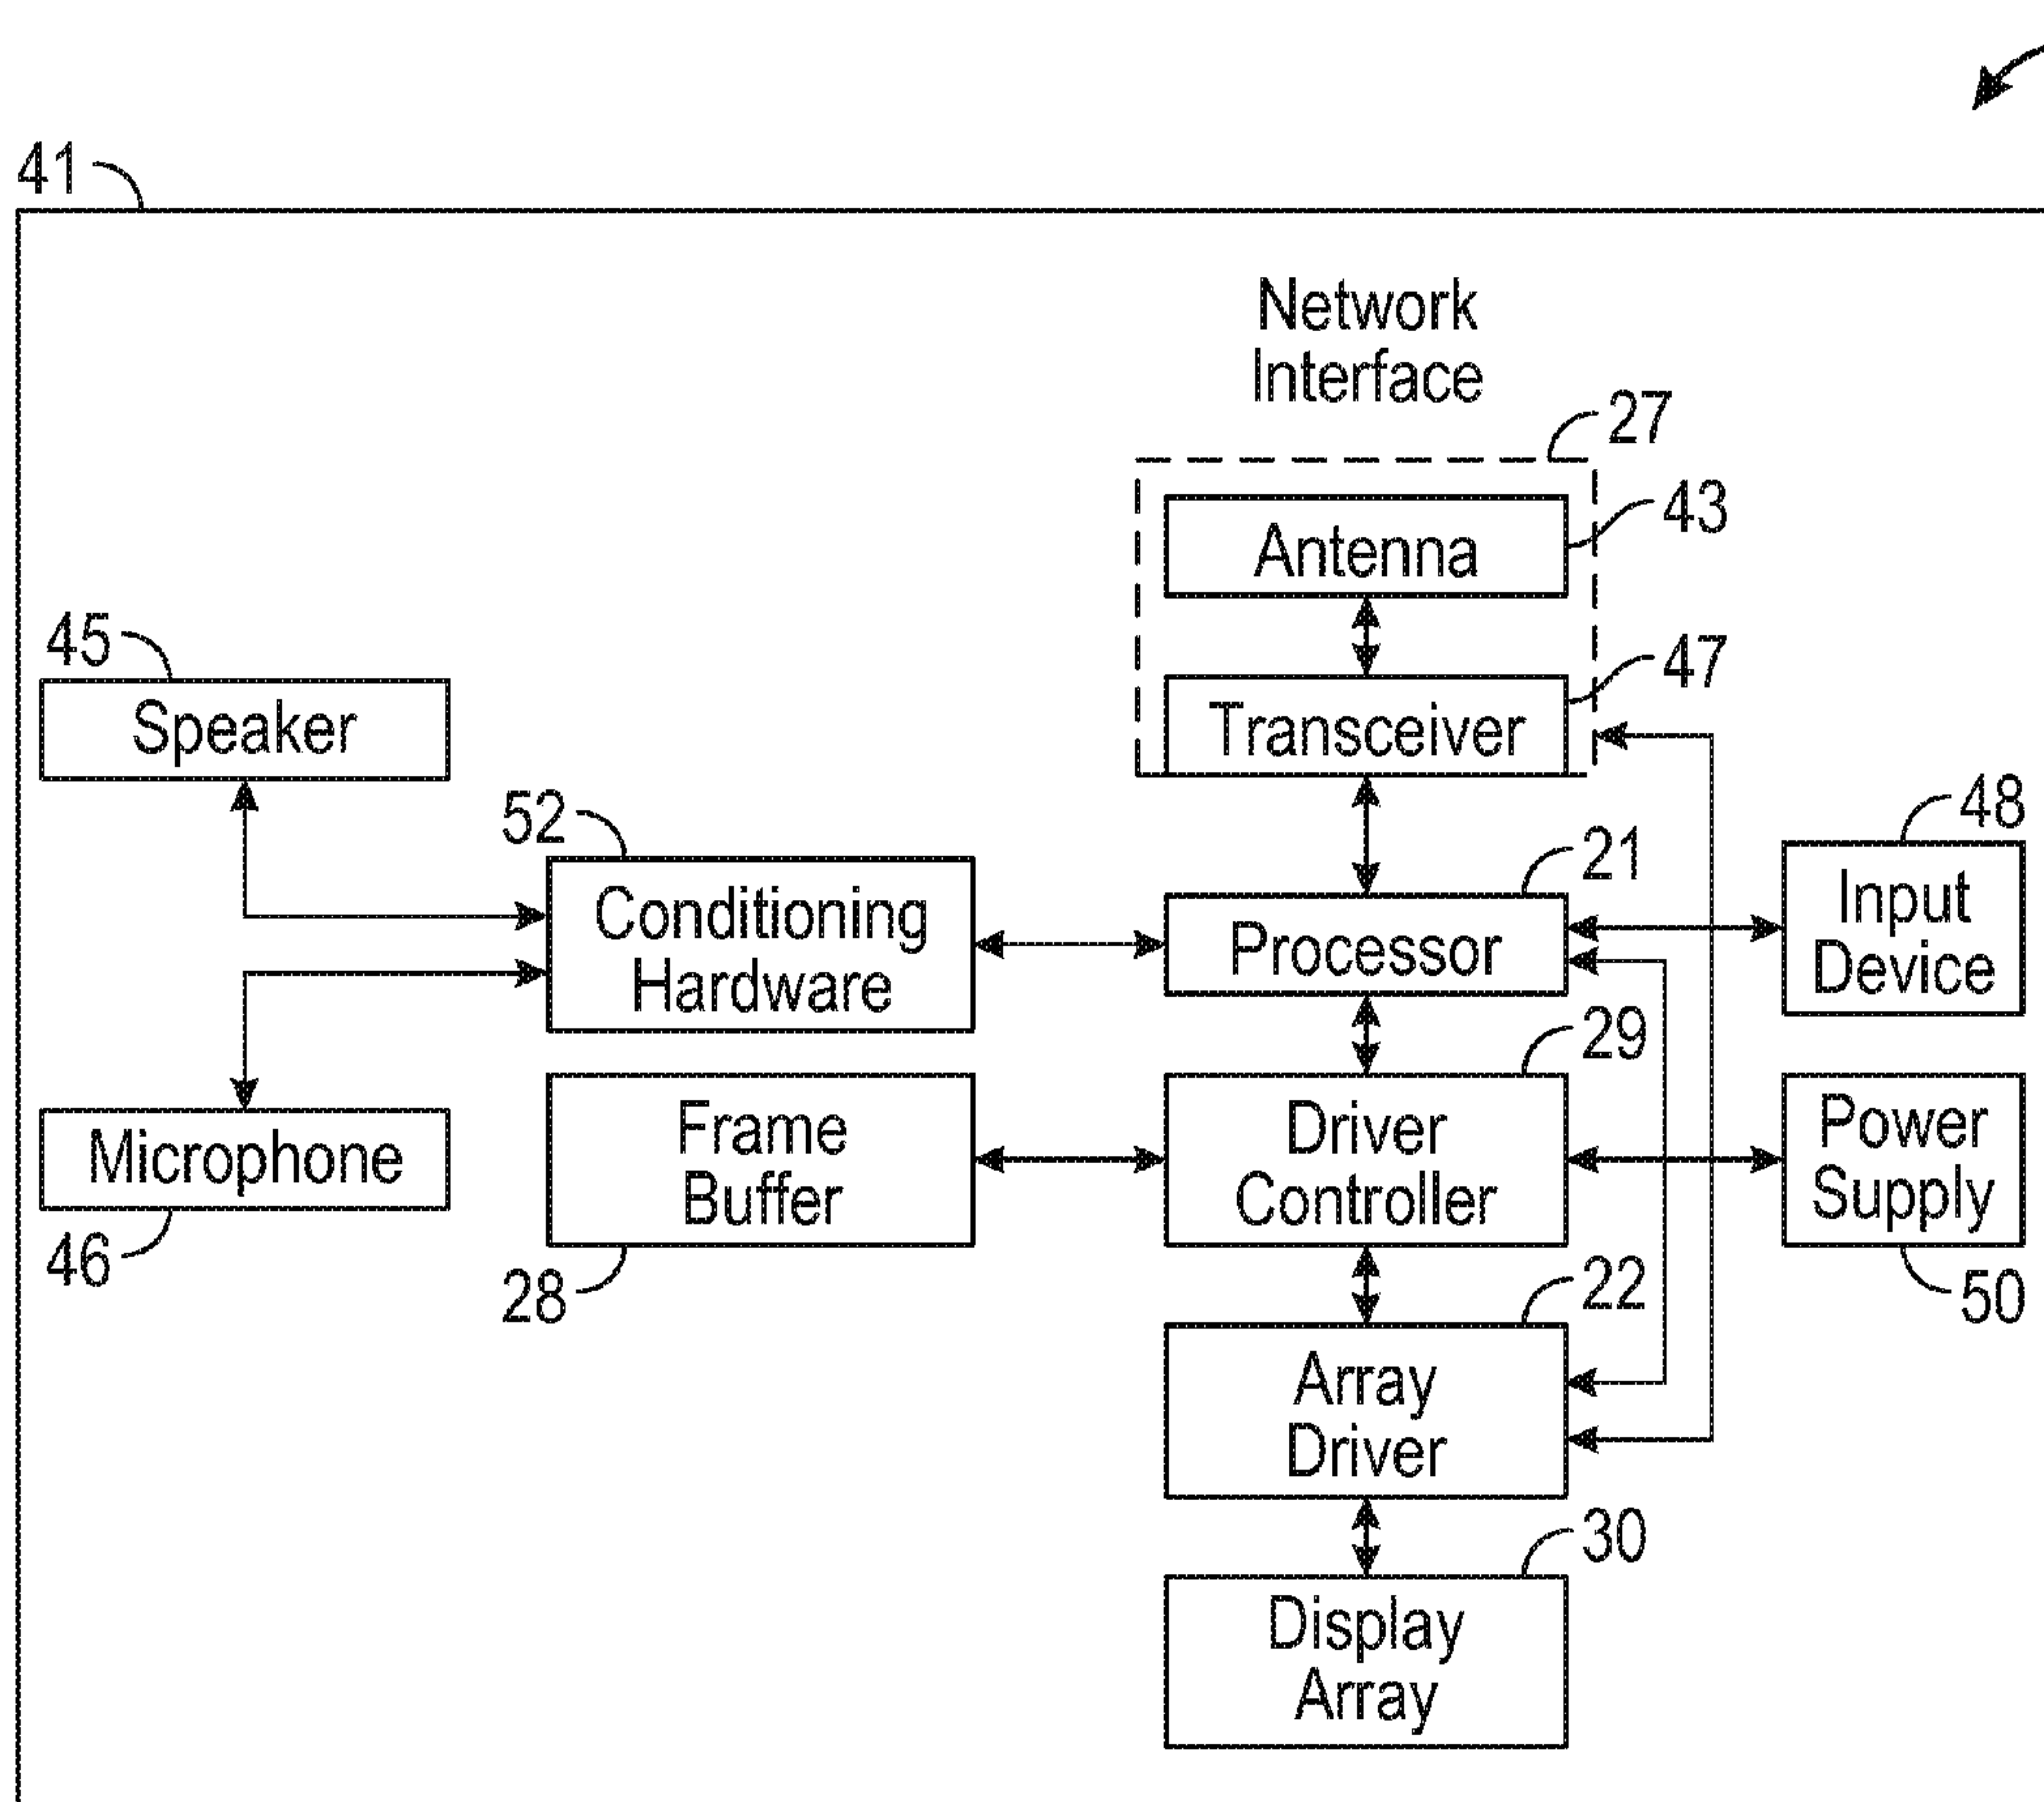 41
Network
Interface
27
Antenna
43
45
Speaker
Transceiver
47
52
Conditioning
Hardware
21
Processor
48
Input
Device
Microphone
46
Frame
Buffer
28
29
Driver
Controller
Power
Supply
50
22
Array
Driver
30
Display
Array